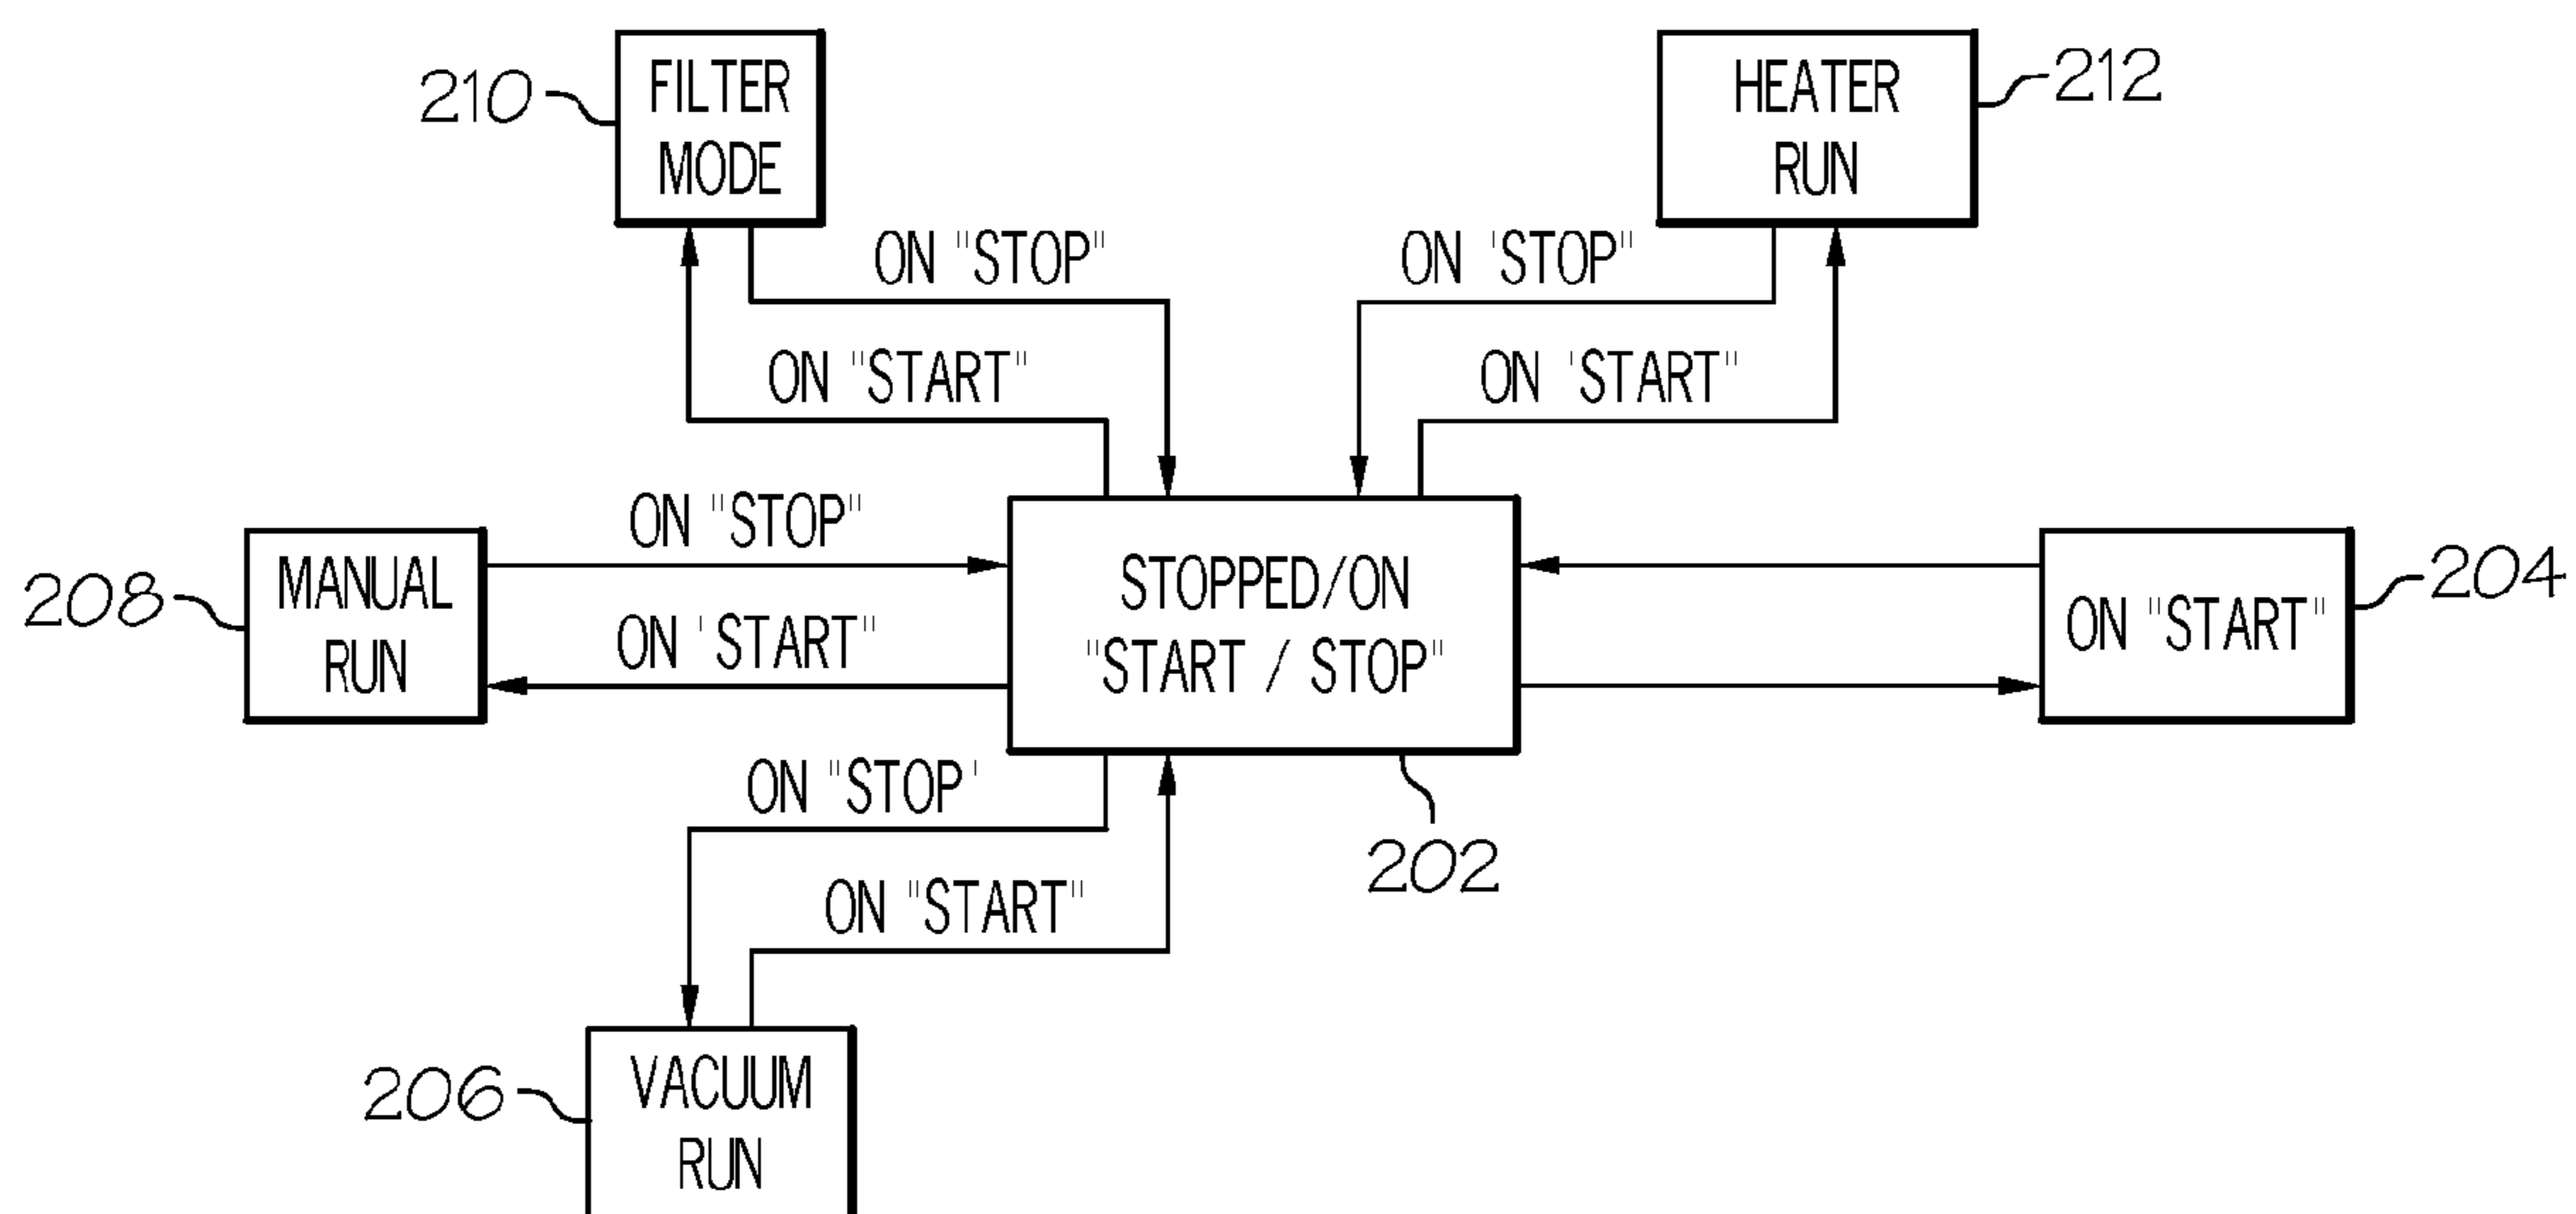 210
FILTER
MODE
HEATER
RUN
212
ON "STOP"
ON 'STOP"
ON "START"
ON 'START"
208
MANUAL
RUN
ON "STOP"
ON 'START"
STOPPED/ON
"START / STOP"
ON "START"
204
202
ON "STOP'
ON "START"
206
VACUUM
RUN